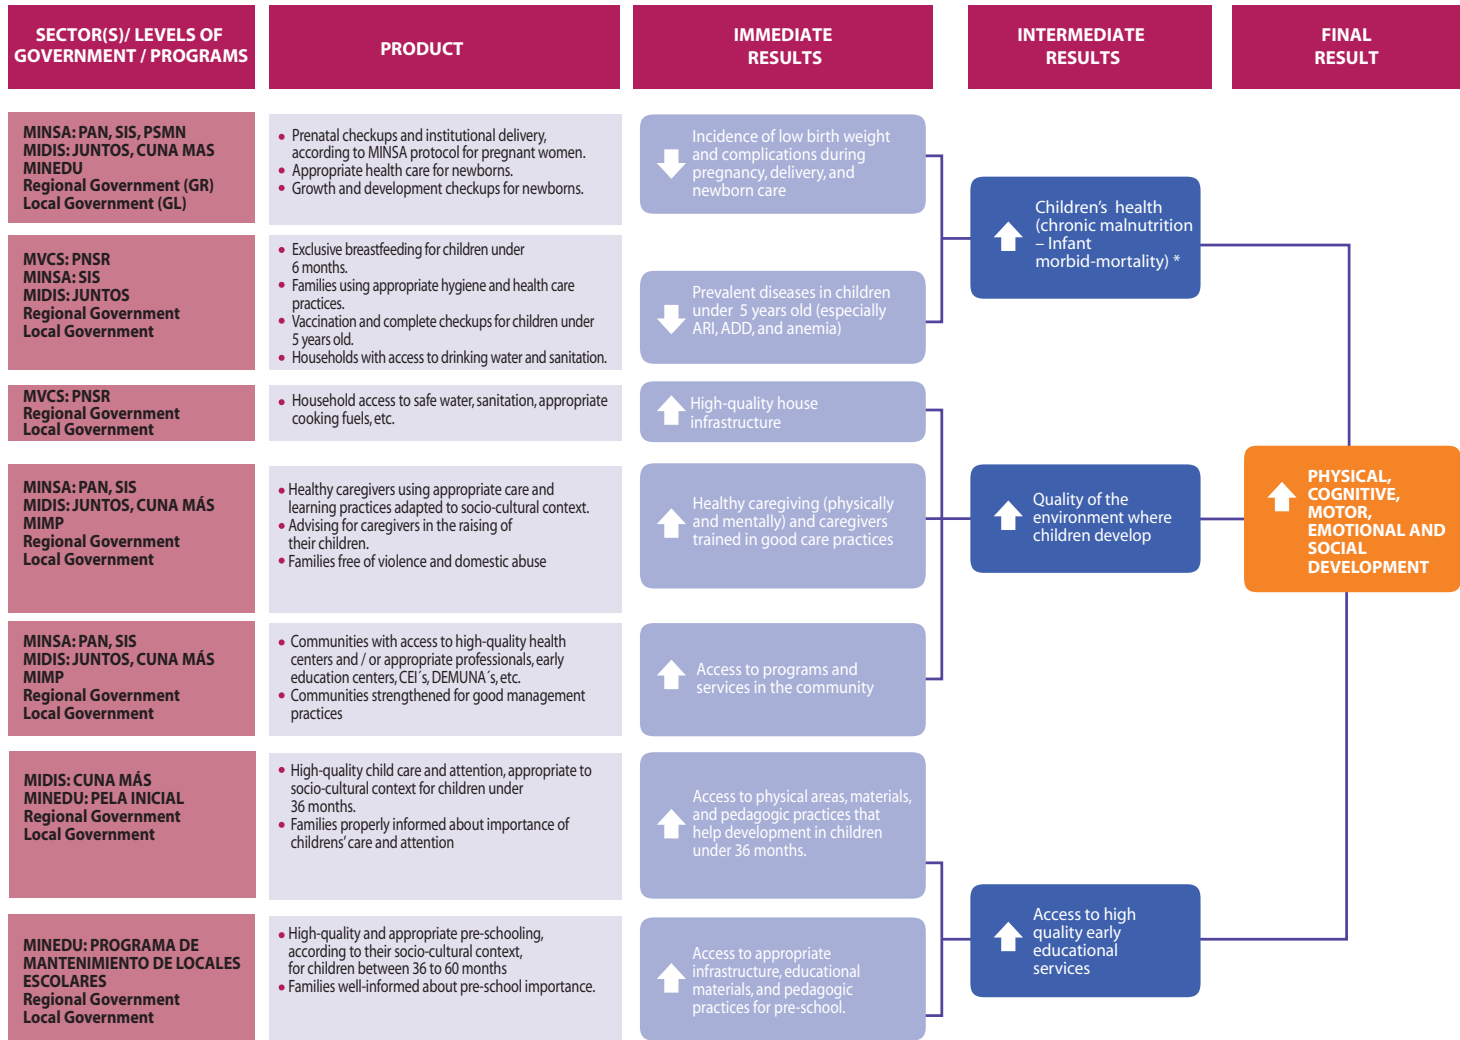 SECTOR(S)/ LEVELS OF
GOVERNMENT / PROGRAMS
PRODUCT
IMMEDIATE
RESULTS
INTERMEDIATE
RESULTS
FINAL
RESULT
MINSA: PAN, SIS, PSMN
MIDIS: JUNTOS, CUNA MAS
MINEDU
Regional Government (GR)
Local Government (GL)
• Prenatal checkups and institutional delivery,
according to MINSA protocol for pregnant women.
• Appropriate health care for newborns.
• Growth and development checkups for newborns.
Incidence of low birth weight
and complications during
pregnancy, delivery, and
newborn care
MVCS: PNSR
MINSA: SIS
MIDIS: JUNTOS
Regional Government
Local Government
• Exclusive breastfeeding for children under
6 months.
• Families using appropriate hygiene and health care
practices.
• Vaccination and complete checkups for children under
5 years old.
• Households with access to drinking water and sanitation.
Prevalent diseases in children
under 5 years old (especially
ARI, ADD, and anemia)
Children's health
(chronic malnutrition
– Infant
morbid-mortality) *
MVCS: PNSR
Regional Government
Local Government
• Household access to safe water, sanitation, appropriate
cooking fuels, etc.
High-quality house
infrastructure
MINSA: PAN, SIS
MIDIS: JUNTOS, CUNA MÁS
MIMP
Regional Government
Local Government
• Healthy caregivers using appropriate care and
learning practices adapted to socio-cultural context.
• Advising for caregivers in the raising of
their children.
• Families free of violence and domestic abuse
Healthy caregiving (physically
and mentally) and caregivers
trained in good care practices
Quality of the
environment where
children develop
PHYSICAL,
COGNITIVE,
MOTOR,
EMOTIONAL AND
SOCIAL
DEVELOPMENT
MINSA: PAN, SIS
MIDIS: JUNTOS, CUNA MÁS
MIMP
Regional Government
Local Government
• Communities with access to high-quality health
centers and / or appropriate professionals, early
education centers, CEI´s, DEMUNA´s, etc.
• Communities strengthened for good management
practices
Access to programs and
services in the community
MIDIS: CUNA MÁS
MINEDU: PELA INICIAL
Regional Government
Local Government
• High-quality child care and attention, appropriate to
socio-cultural context for children under
36 months.
• Families properly informed about importance of
childrens' care and attention
Access to physical areas, materials,
and pedagogic practices that
help development in children
under 36 months.
MINEDU: PROGRAMA DE
MANTENIMIENTO DE LOCALES
ESCOLARES
Regional Government
Local Government
• High-quality and appropriate pre-schooling,
according to their socio-cultural context,
for children between 36 to 60 months
• Families well-informed about pre-school importance.
Access to appropriate
infrastructure, educational
materials, and pedagogic
practices for pre-school.
Access to high
quality early
educational
services